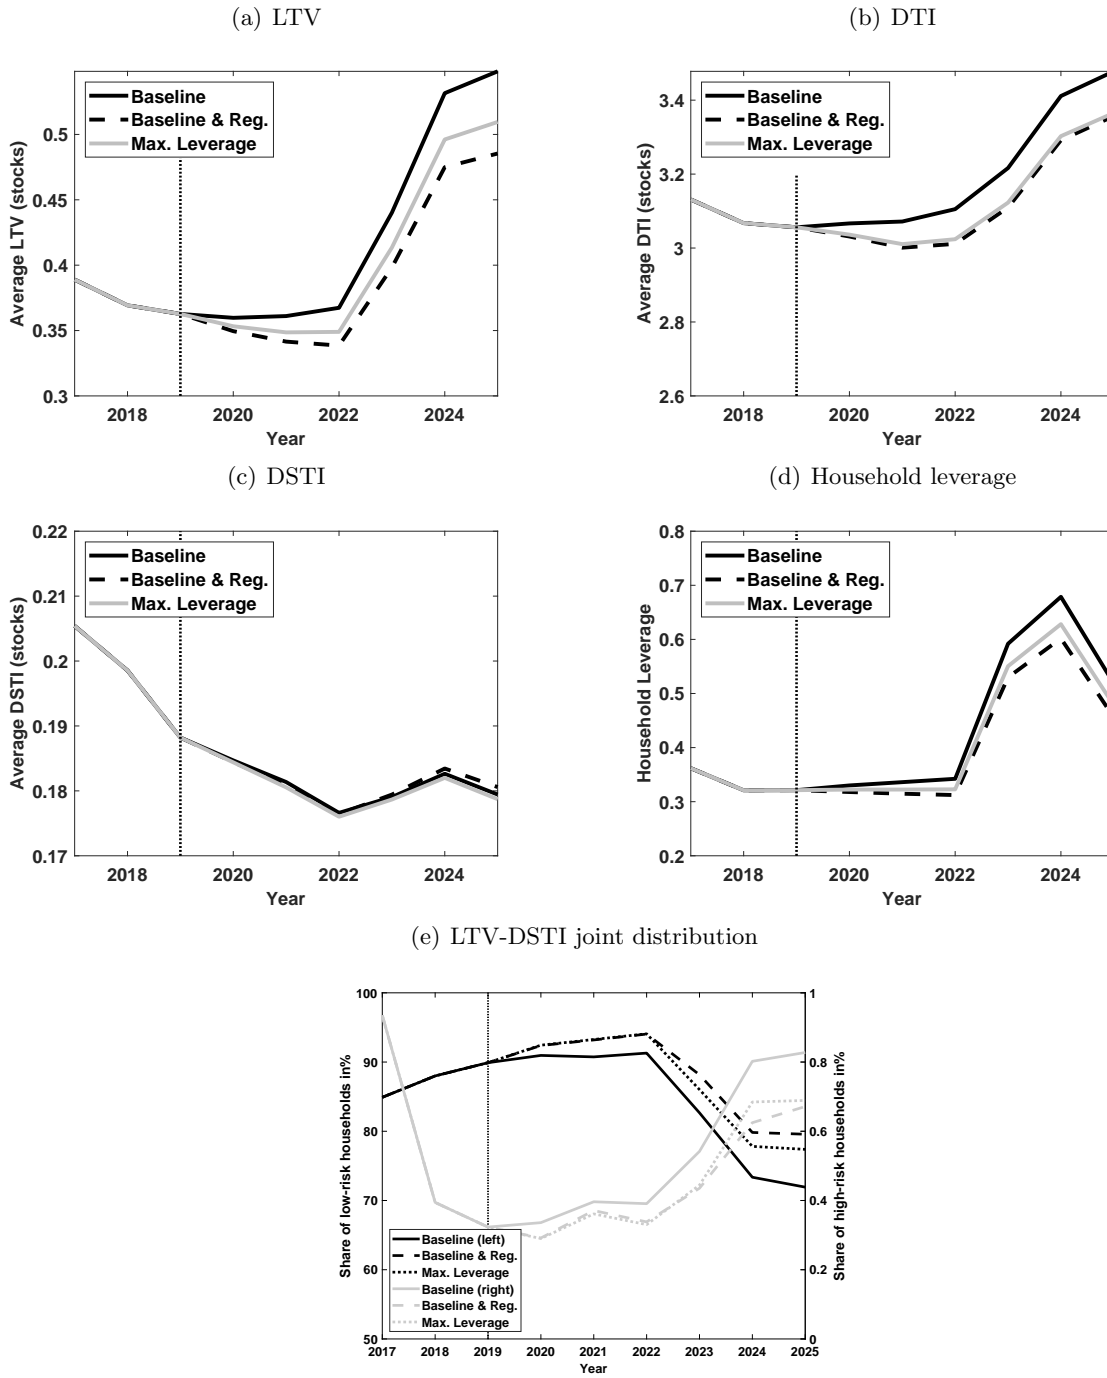 (a) LTV
Average LTV (stocks)
0.5
0.45
0.4
0.35
0.3
Baseline
Baseline & Reg.
Max. Leverage
2018 2020 2022 2024
Year
(b) DTI
Average DTI (stocks)
3.4
3.2
3
2.8
2.6
Baseline
Baseline & Reg.
Max. Leverage
2018 2020 2022 2024
Year
(c) DSTI
Average DSTI (stocks)
0.22
0.21
0.2
0.19
0.18
0.17
Baseline
Baseline & Reg.
Max. Leverage
2018 2020 2022 2024
Year
(d) Household leverage
Household Leverage
0.8
0.7
0.6
0.5
0.4
0.3
0.2
Baseline
Baseline & Reg.
Max. Leverage
2018 2020 2022 2024
Year
(e) LTV-DSTI joint distribution
Share of low-risk households in%
100
90
80
70
60
50
Baseline (left)
Baseline & Reg.
Max. Leverage
Baseline (right)
Baseline & Reg.
Max. Leverage
1
0.8
0.6
0.4
0.2
0
Share of high-risk households in%
2017 2018 2019 2020 2021 2022 2023 2024 2025
Year